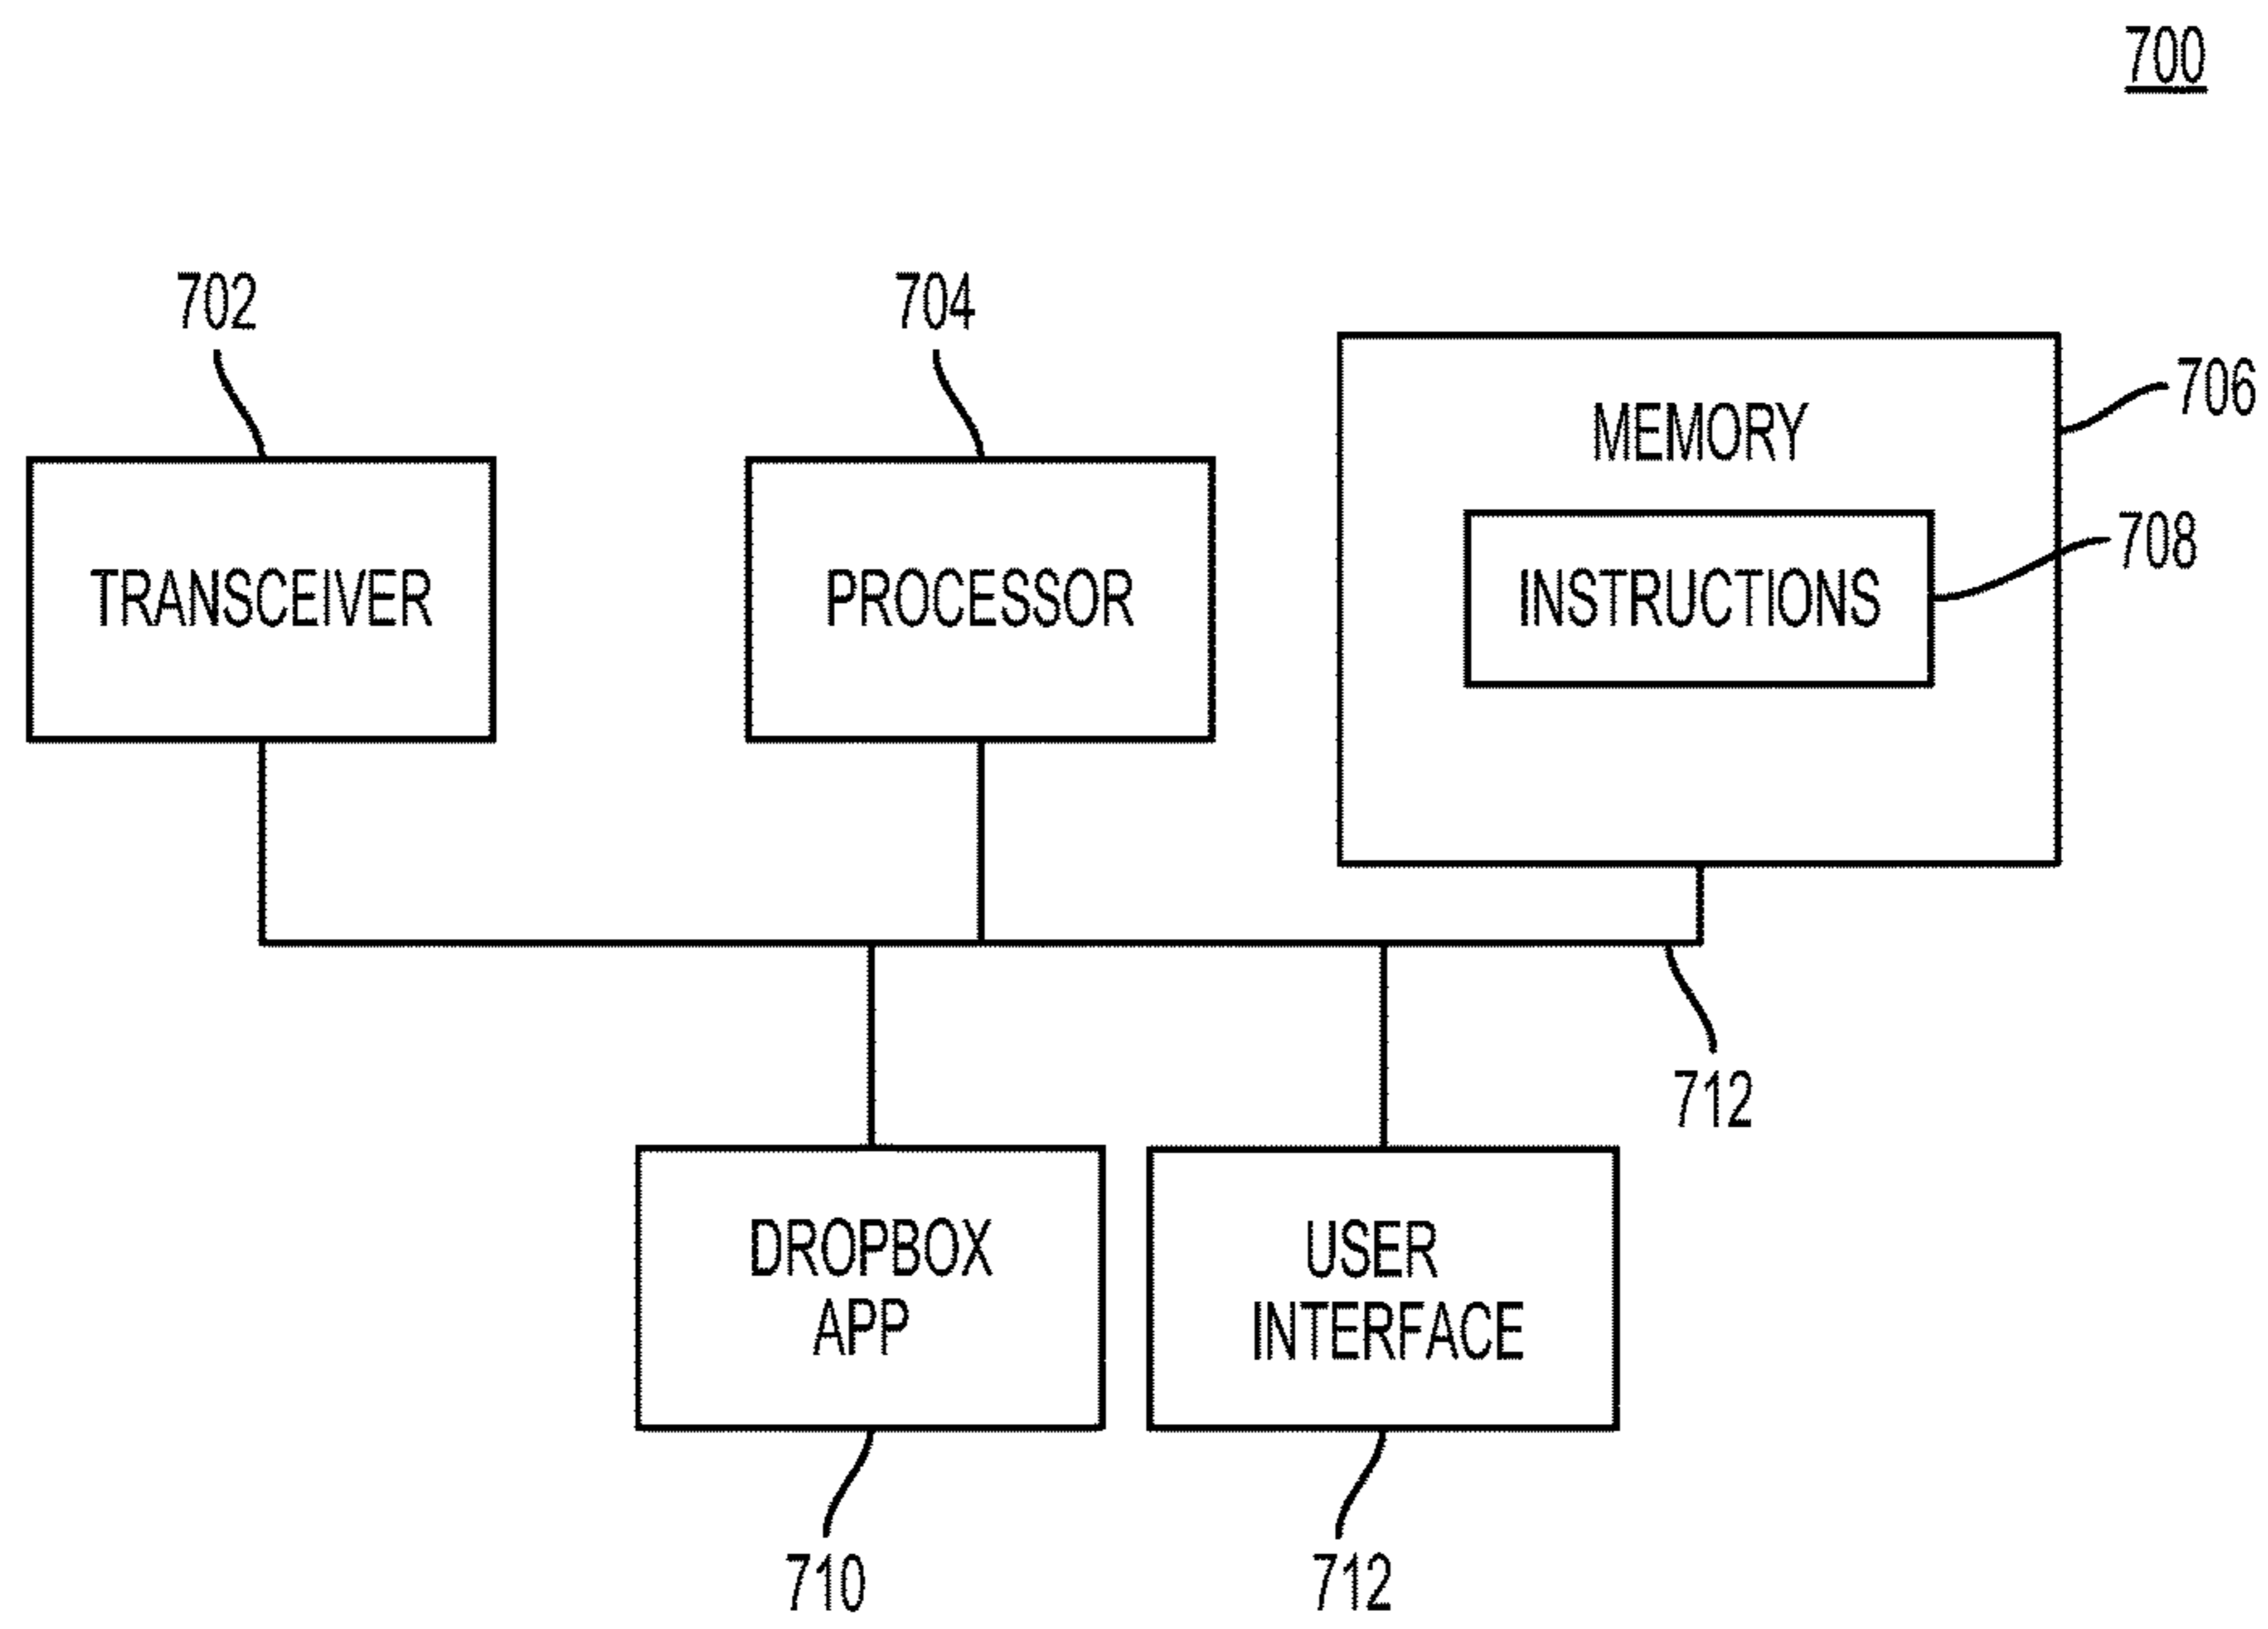 700
702
704
706
MEMORY
708
TRANSCEIVER
PROCESSOR
INSTRUCTIONS
712
DROPBOX
APP
USER
INTERFACE
710
712